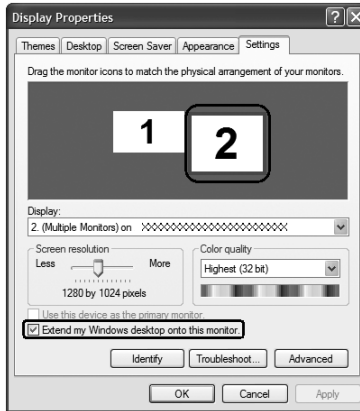 Display Properties
Themes Desktop Screen Saver Appearance Settings
Drag the monitor icons to match the physical arrangement of your monitors.
1 2
Display:
2. (Multiple Monitors) on XXXXXXXXXXXXXXXXXXXXXXX
Screen resolution
Less More
1280 by 1024 pixels
Color quality
Highest (32 bit)
Use this device as the primary monitor.
Extend my Windows desktop onto this monitor.
Identify Troubleshoot... Advanced
OK Cancel Apply